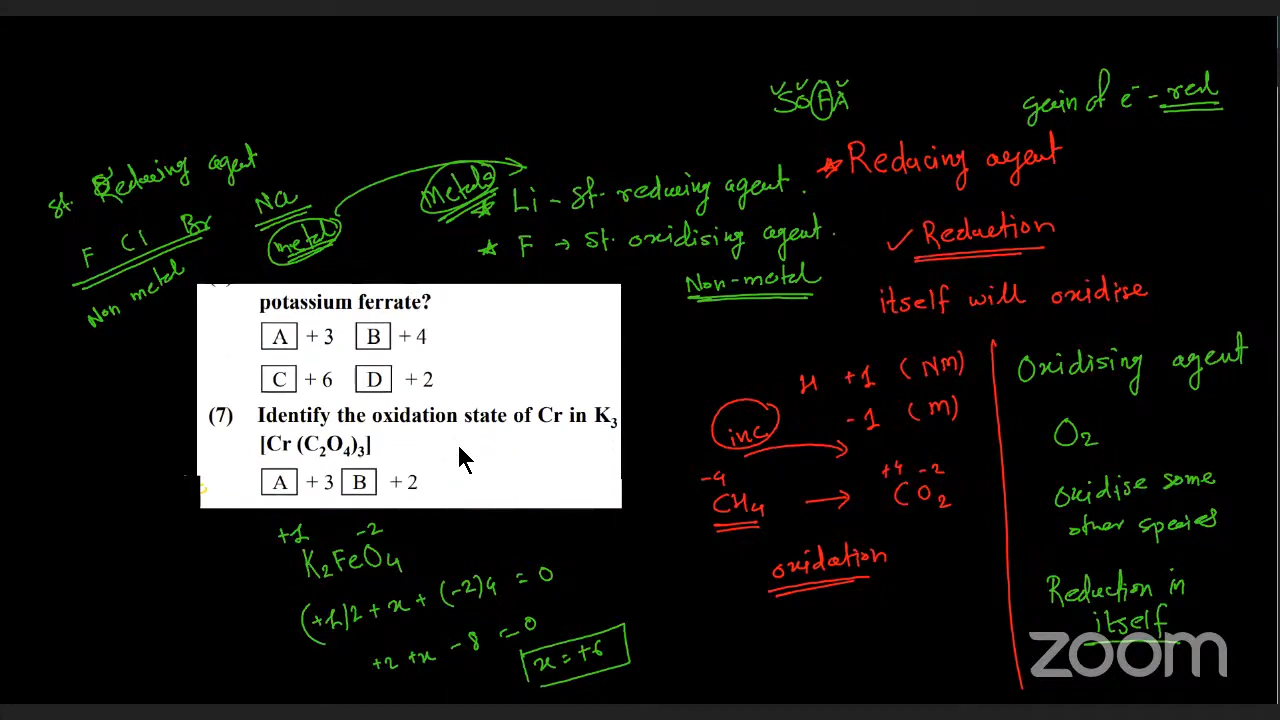 SOFA
gain of e⁻ - red
St. Reducing agent
F Cl Br
Non metal
Na
metal
metals
★ Li - St. reducing agent.
★ F → St. oxidising agent.
Non-metal
★ Reducing agent
✓ Reduction
itself will oxidise
potassium ferrate?
A + 3 B + 4
C + 6 D + 2
(7) Identify the oxidation state of Cr in K₃
[Cr (C₂O₄)₃]
A + 3 B + 2
+1 -2
K₂FeO₄
(+1)2 + x + (-2)4 = 0
+2 +x - 8 = 0
x = +6
H +1 (NM)
-1 (M)
inc
-4 +4 -2
CH₄ → CO₂
oxidation
Oxidising agent
O₂
oxidise some
other species
Reduction in
itself
zoom